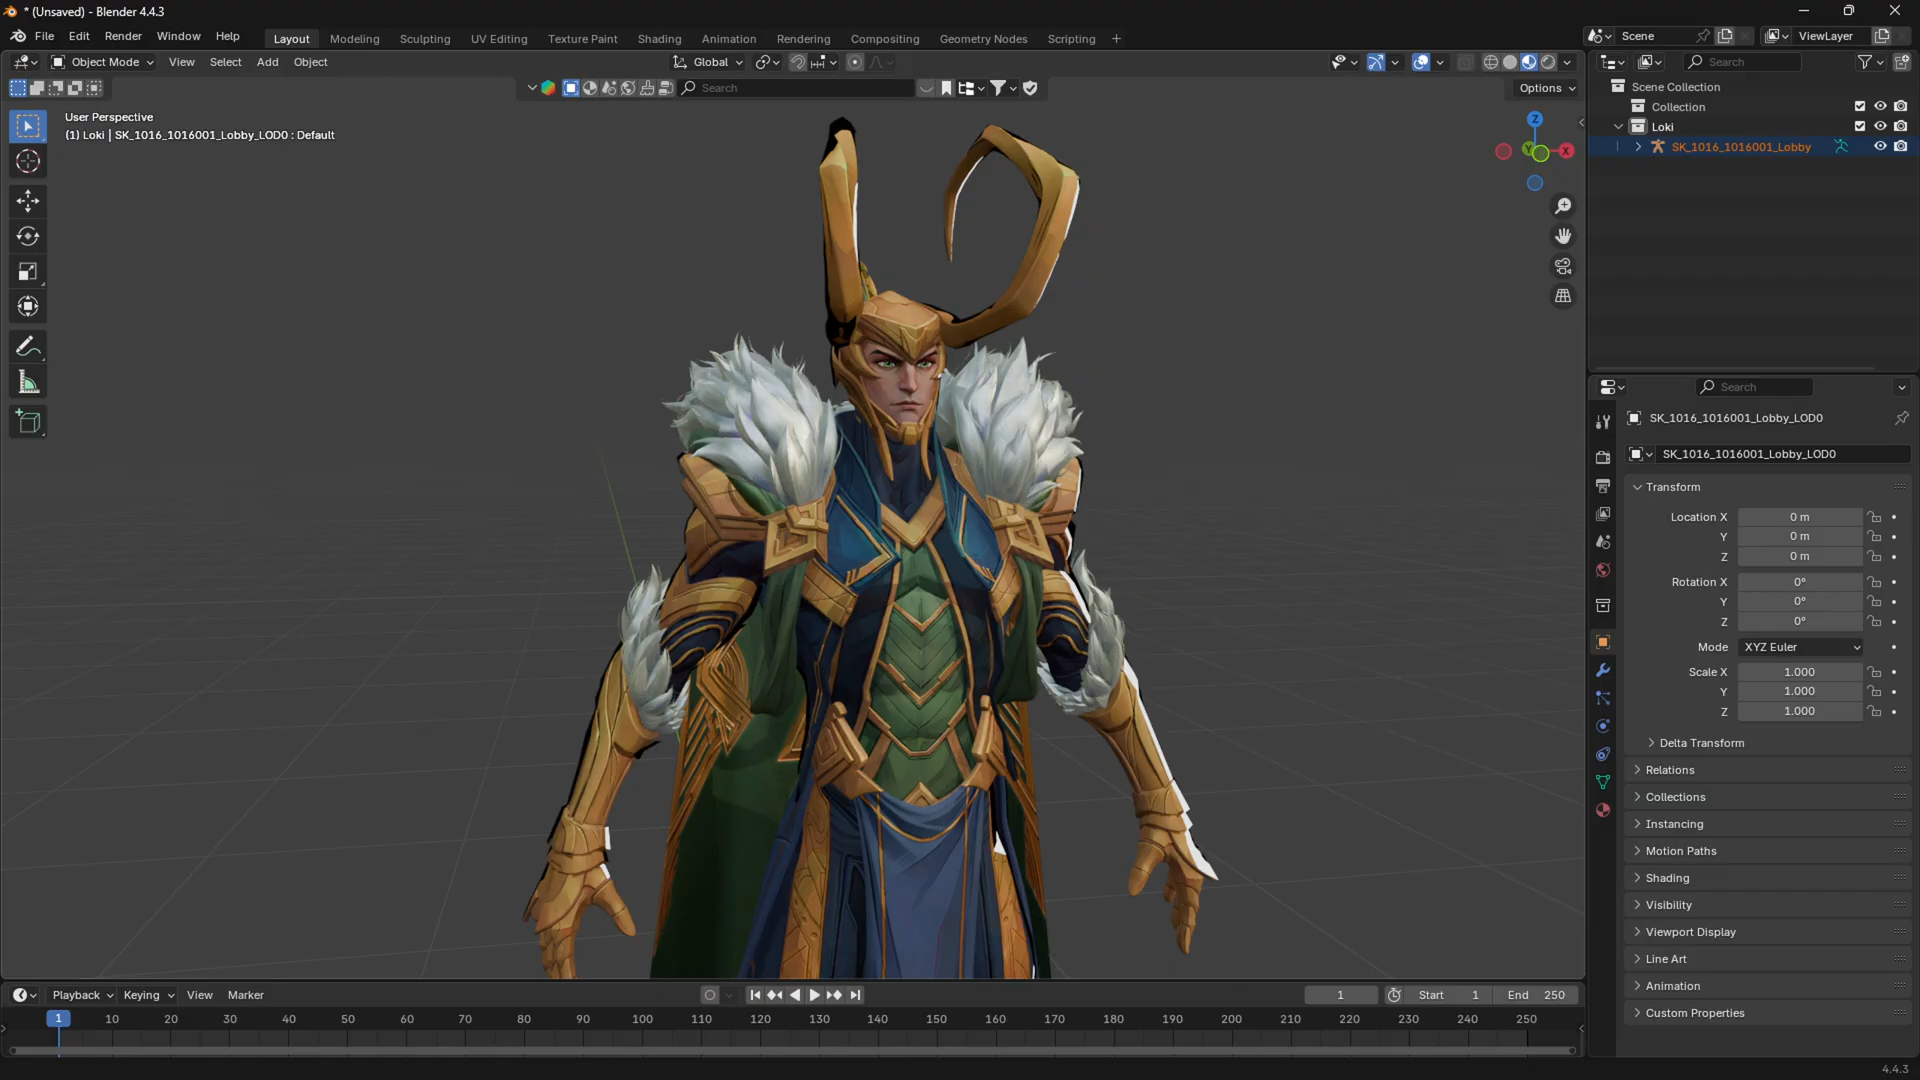 * (Unsaved) - Blender 4.4.3
File Edit Render Window Help
Layout Modeling Sculpting UV Editing Texture Paint Shading Animation Rendering Compositing Geometry Nodes Scripting +
Scene
ViewLayer
Object Mode View Select Add Object
Global
Search
Options
User Perspective
(1) Loki | SK_1016_1016001_Lobby_LOD0 : Default
Z
Y
X
Search
Scene Collection
Collection
Loki
SK_1016_1016001_Lobby
Search
SK_1016_1016001_Lobby_LOD0
SK_1016_1016001_Lobby_LOD0
Transform
Location X 0 m
Y 0 m
Z 0 m
Rotation X 0°
Y 0°
Z 0°
Mode XYZ Euler
Scale X 1.000
Y 1.000
Z 1.000
Delta Transform
Relations
Collections
Instancing
Motion Paths
Shading
Visibility
Viewport Display
Line Art
Animation
Custom Properties
Playback Keying View Marker
1 Start 1 End 250
1 10 20 30 40 50 60 70 80 90 100 110 120 130 140 150 160 170 180 190 200 210 220 230 240 250
4.4.3